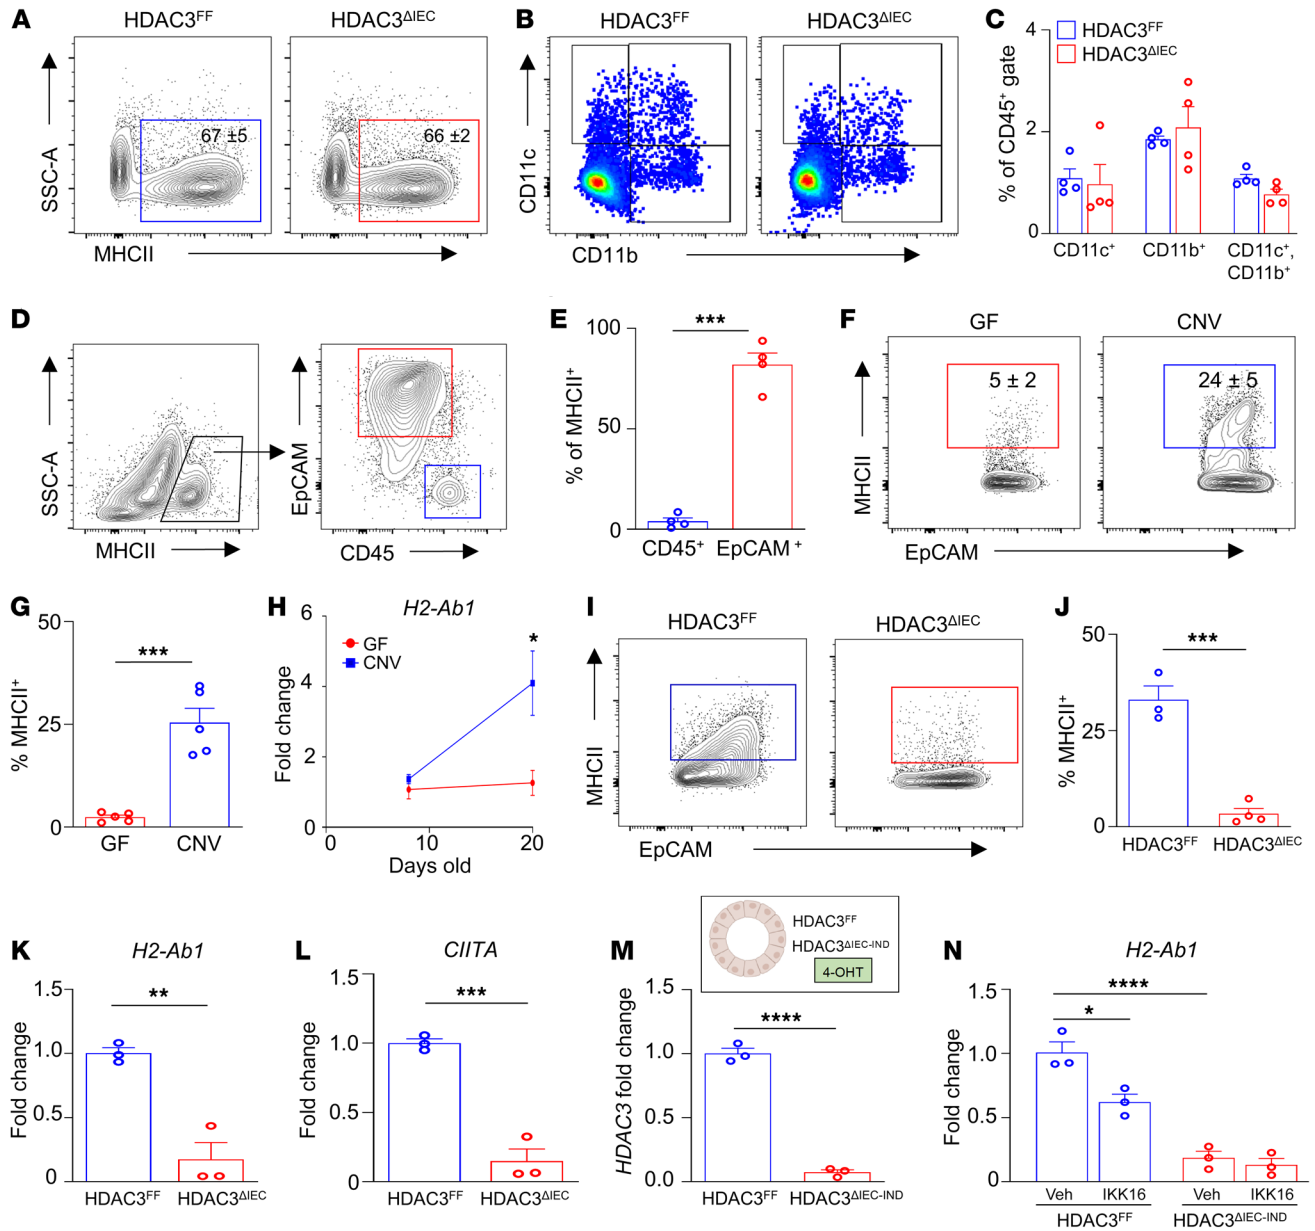 A
HDAC3FF
HDAC3ΔIEC
67 ±5
66 ±2
SSC-A
MHCII
B
HDAC3FF
HDAC3ΔIEC
CD11c
CD11b
C
HDAC3FF
HDAC3ΔIEC
% of CD45+ gate
4
2
0
CD11c+
CD11b+
CD11c+,
CD11b+
D
SSC-A
MHCII
EpCAM
CD45
E
% of MHCII+
100
50
0
***
CD45+
EpCAM +
F
GF
CNV
5 ± 2
24 ± 5
MHCII
EpCAM
G
% MHCII+
50
25
0
***
GF
CNV
H
H2-Ab1
Fold change
6
4
2
0
GF
CNV
*
0
10
20
Days old
I
HDAC3FF
HDAC3ΔIEC
MHCII
EpCAM
J
% MHCII+
50
25
0
***
HDAC3FF
HDAC3ΔIEC
K
H2-Ab1
Fold change
1.5
1.0
0.5
0
**
HDAC3FF
HDAC3ΔIEC
L
CIITA
Fold change
1.5
1.0
0.5
0
***
HDAC3FF
HDAC3ΔIEC
M
HDAC3FF
HDAC3ΔIEC-IND
4-OHT
HDAC3 fold change
1.5
1.0
0.5
0.0
****
HDAC3FF
HDAC3ΔIEC-IND
N
H2-Ab1
Fold change
1.0
0.5
0
1.0
****
*
Veh
IKK16
Veh
IKK16
HDAC3FF
HDAC3ΔIEC-IND